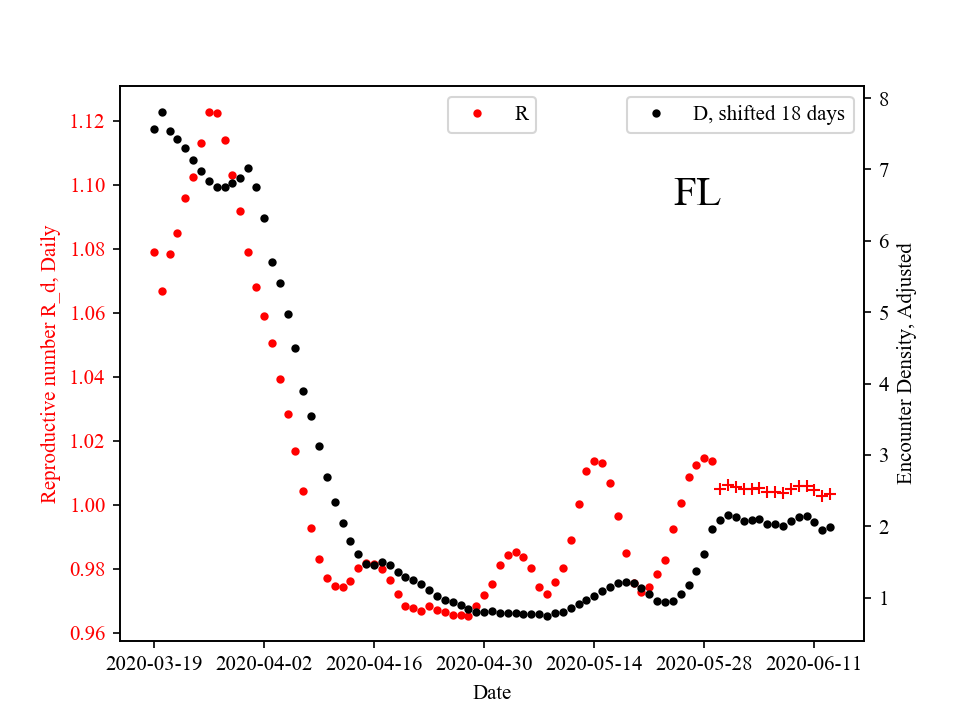 R
D, shifted 18 days
FL
Reproductive number R_d, Daily
1.12
1.10
1.08
1.06
1.04
1.02
1.00
0.98
0.96
8
7
6
5
4
3
2
1
Encounter Density, Adjusted
2020-03-19 2020-04-02 2020-04-16 2020-04-30 2020-05-14 2020-05-28 2020-06-11
Date